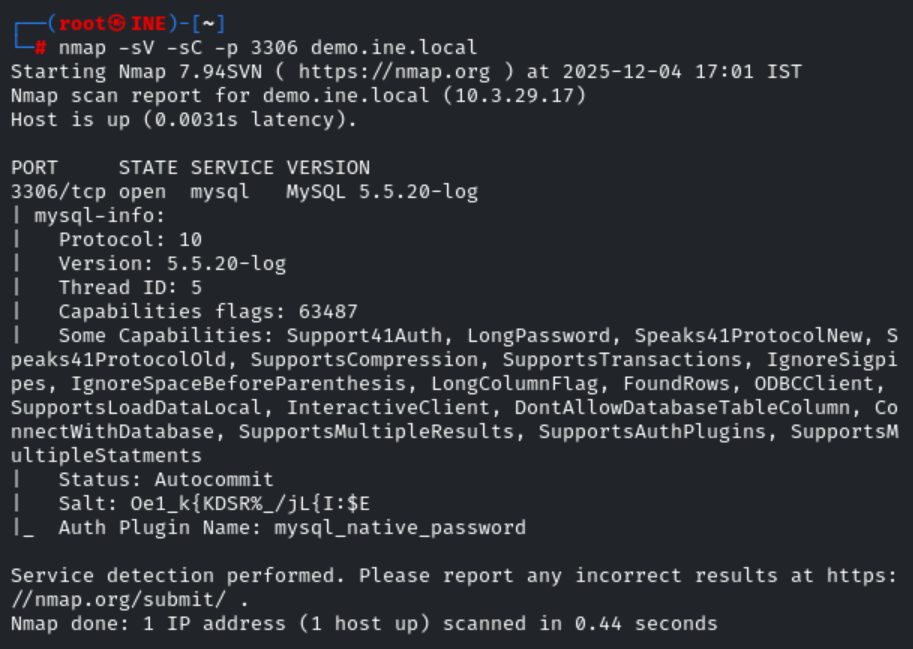 ┌──(root㉿INE)-[~]
└─# nmap -sV -sC -p 3306 demo.ine.local
Starting Nmap 7.94SVN ( https://nmap.org ) at 2025-12-04 17:01 IST
Nmap scan report for demo.ine.local (10.3.29.17)
Host is up (0.0031s latency).

PORT     STATE SERVICE VERSION
3306/tcp open  mysql   MySQL 5.5.20-log
| mysql-info:
|   Protocol: 10
|   Version: 5.5.20-log
|   Thread ID: 5
|   Capabilities flags: 63487
|   Some Capabilities: Support41Auth, LongPassword, Speaks41ProtocolNew, S
peaks41ProtocolOld, SupportsCompression, SupportsTransactions, IgnoreSigpi
pes, IgnoreSpaceBeforeParenthesis, LongColumnFlag, FoundRows, ODBCClient,
SupportsLoadDataLocal, InteractiveClient, DontAllowDatabaseTableColumn, Co
nnectWithDatabase, SupportsMultipleResults, SupportsAuthPlugins, SupportsM
ultipleStatments
|   Status: Autocommit
|   Salt: Oe1_k{KDSR%_/jL{I:$E
|_  Auth Plugin Name: mysql_native_password

Service detection performed. Please report any incorrect results at https:
//nmap.org/submit/ .
Nmap done: 1 IP address (1 host up) scanned in 0.44 seconds